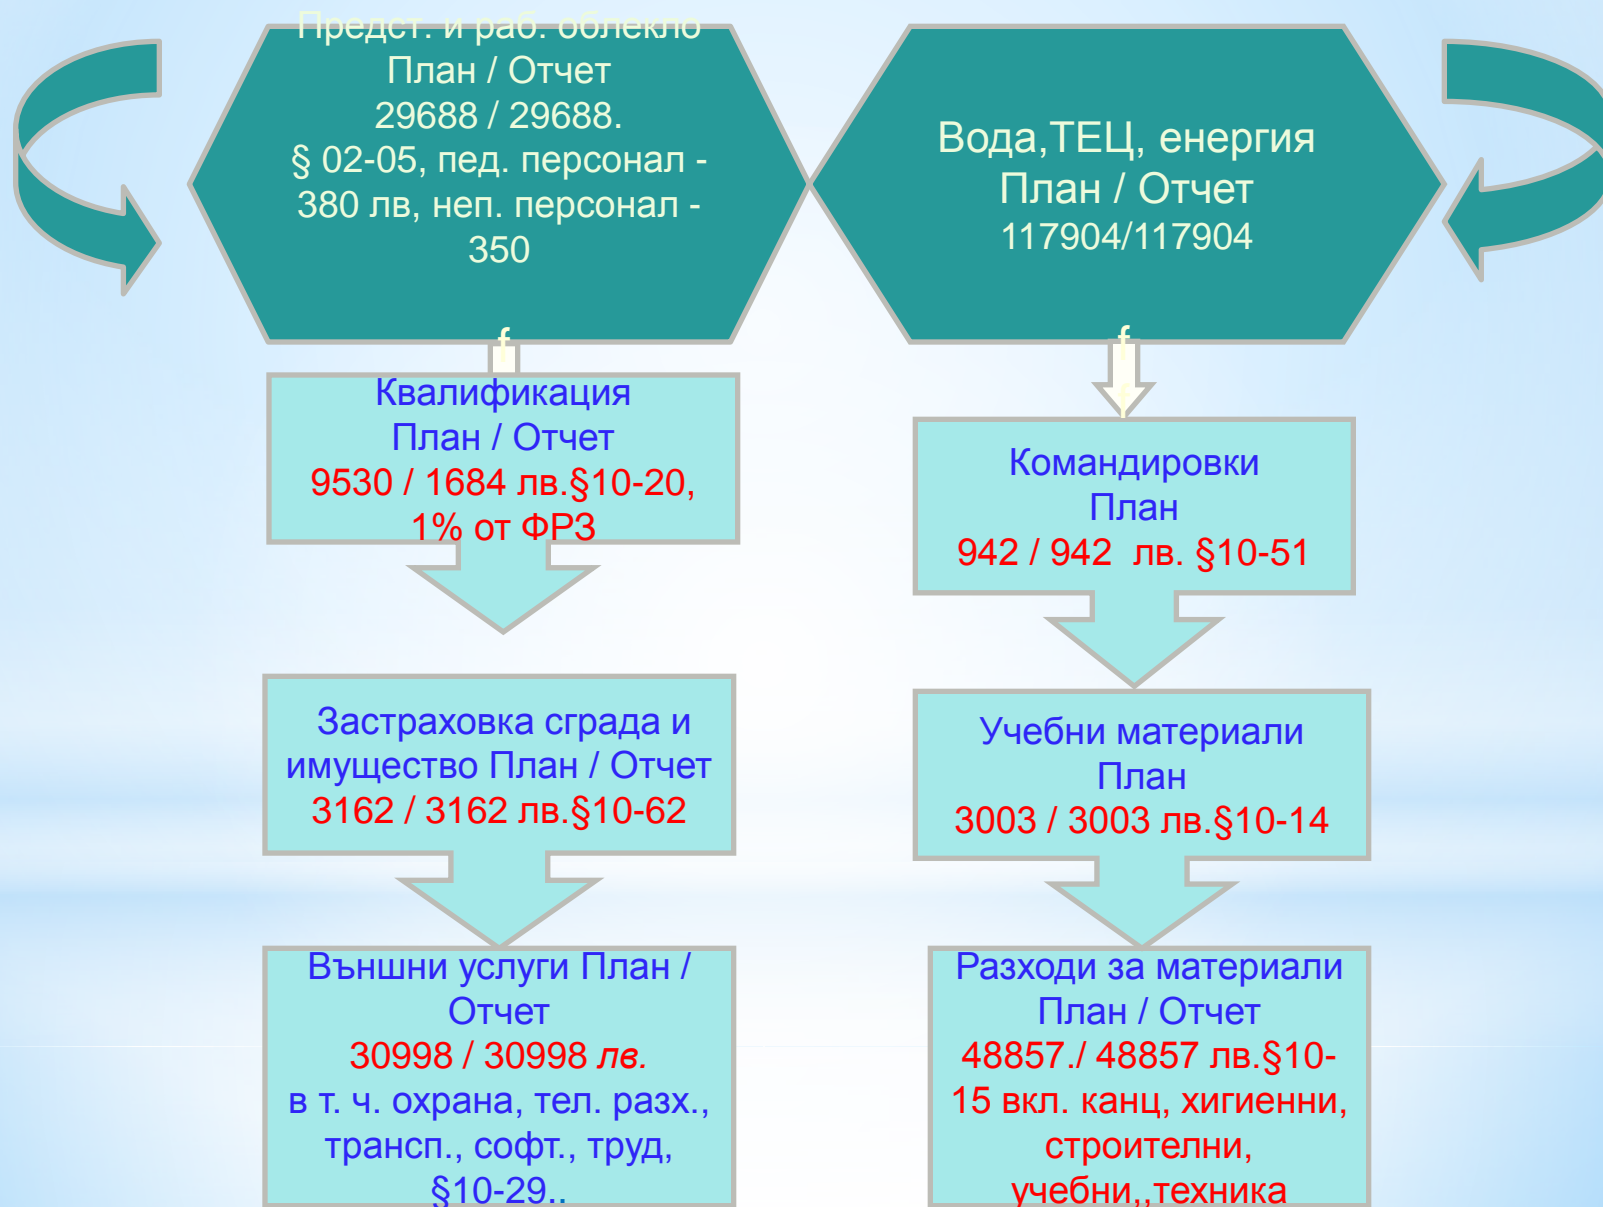 Предст. и раб. облекло
План / Отчет
29688 / 29688.
§ 02-05, пед. персонал -
380 лв, неп. персонал -
350
f
Квалификация
План / Отчет
9530 / 1684 лв.§10-20,
1% от ФРЗ
Застраховка сграда и
имущество План / Отчет
3162 / 3162 лв.§10-62
Външни услуги План /
Отчет
30998 / 30998 лв.
в т. ч. охрана, тел. разх.,
трансп., софт., труд,
§10-29..
Вода,ТЕЦ, енергия
План / Отчет
117904/117904
f
f
Командировки
План
942 / 942 лв. §10-51
Учебни материали
План
3003 / 3003 лв.§10-14
Разходи за материали
План / Отчет
48857./ 48857 лв.§10-
15 вкл. канц, хигиенни,
строителни,
учебни,,техника